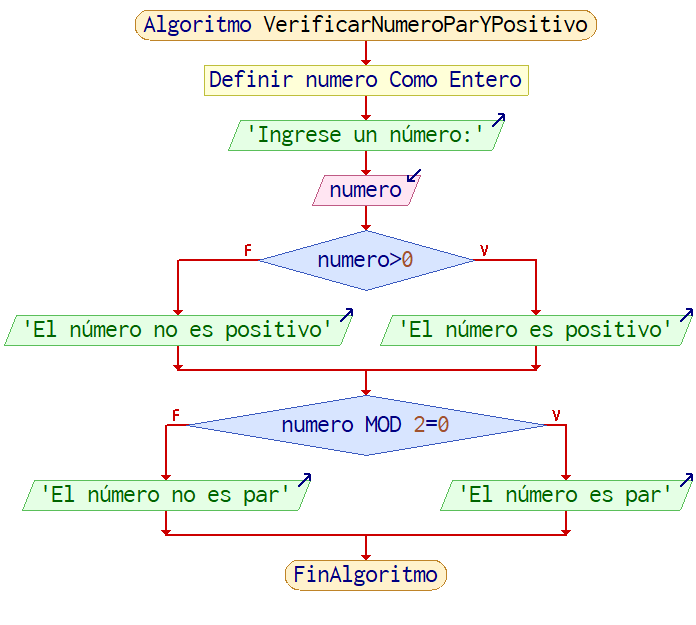 Algoritmo VerificarNumeroParYPositivo
Definir numero Como Entero
'Ingrese un número:'
numero
numero>0
F
V
'El número no es positivo'
'El número es positivo'
numero MOD 2=0
F
V
'El número no es par'
'El número es par'
FinAlgoritmo